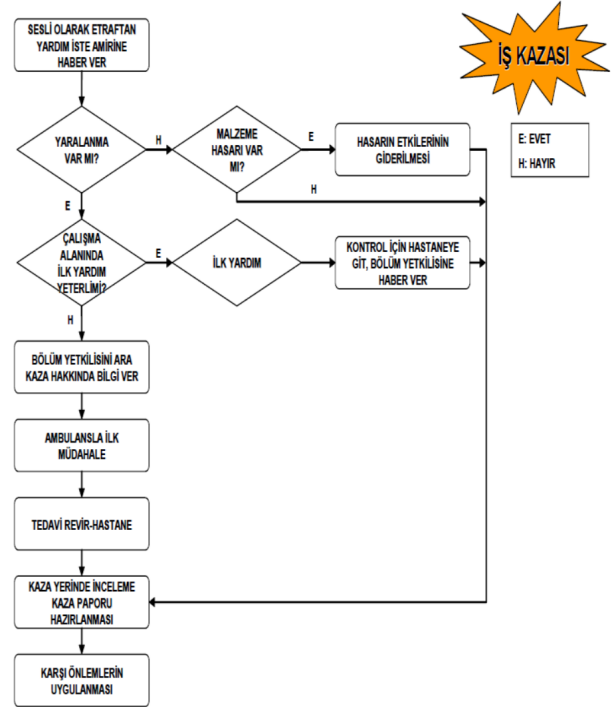 SESLİ OLARAK ETRAFTAN
YARDIM İSTE AMİRİNE
HABER VER
İŞ KAZASI
E: EVET
H: HAYIR
YARALANMA
VAR MI?
H
MALZEME
HASARI VAR
MI?
E
HASARIN ETKİLERİNİN
GİDERİLMESİ
H
E
ÇALIŞMA
ALANINDA
İLK YARDIM
YETERLİMİ?
E
İLK YARDIM
KONTROL İÇİN HASTANEYE
GİT, BÖLÜM YETKİLİSİNE
HABER VER
H
BÖLÜM YETKİLİSİNİ ARA
KAZA HAKKINDA BİLGİ VER
AMBULANSLA İLK
MÜDAHALE
TEDAVİ REVİR-HASTANE
KAZA YERİNDE İNCELEME
KAZA PAPORU
HAZIRLANMASI
KARŞI ÖNLEMLERİN
UYGULANMASI